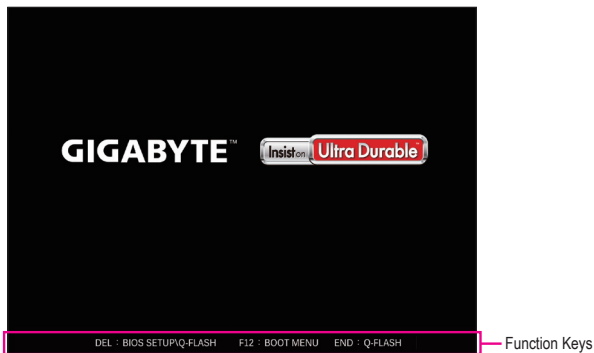 GIGABYTE™
Insist on Ultra Durable™
DEL : BIOS SETUP\Q-FLASH F12 : BOOT MENU END : Q-FLASH
Function Keys